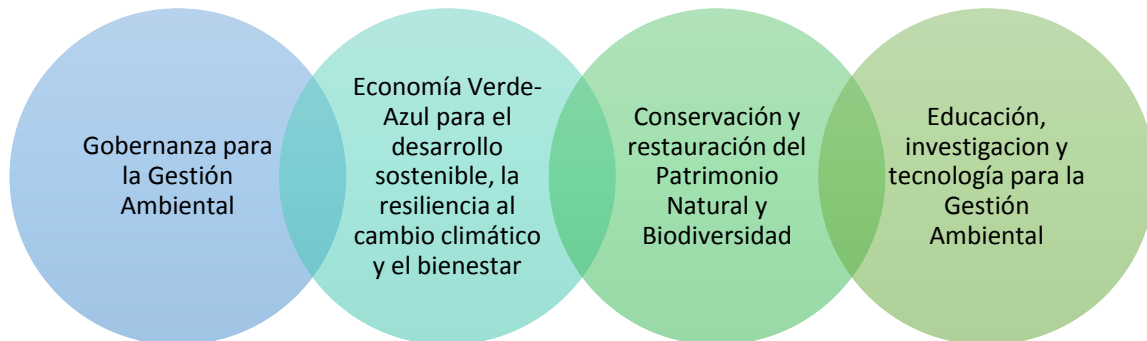 Gobernanza para
la Gestión
Ambiental
Economía Verde-
Azul para el
desarrollo
sostenible, la
resiliencia al
cambio climático
y el bienestar
Conservación y
restauración del
Patrimonio
Natural y
Biodiversidad
Educación,
investigacion y
tecnología para la
Gestión
Ambiental